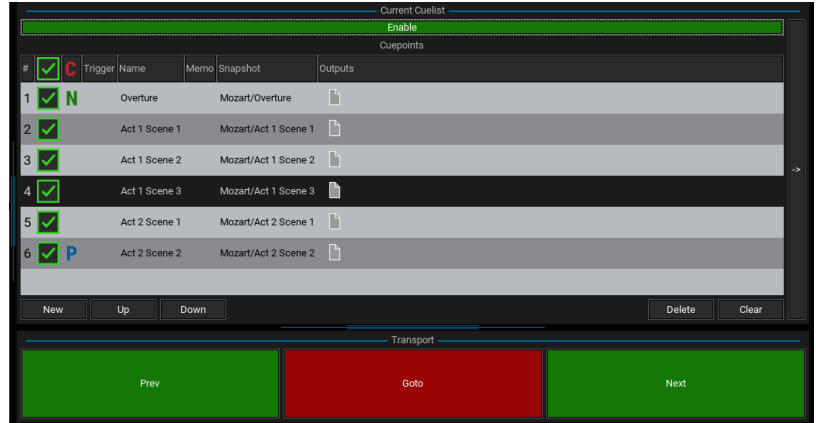 Current Cuelist
Enable
Cuepoints
# C Trigger Name Memo Snapshot Outputs
1 N Overture Mozart/Overture
2 Act 1 Scene 1 Mozart/Act 1 Scene 1
3 Act 1 Scene 2 Mozart/Act 1 Scene 2
4 Act 1 Scene 3 Mozart/Act 1 Scene 3
5 Act 2 Scene 1 Mozart/Act 2 Scene 1
6 P Act 2 Scene 2 Mozart/Act 2 Scene 2
->
New Up Down Delete Clear
Transport
Prev Goto Next